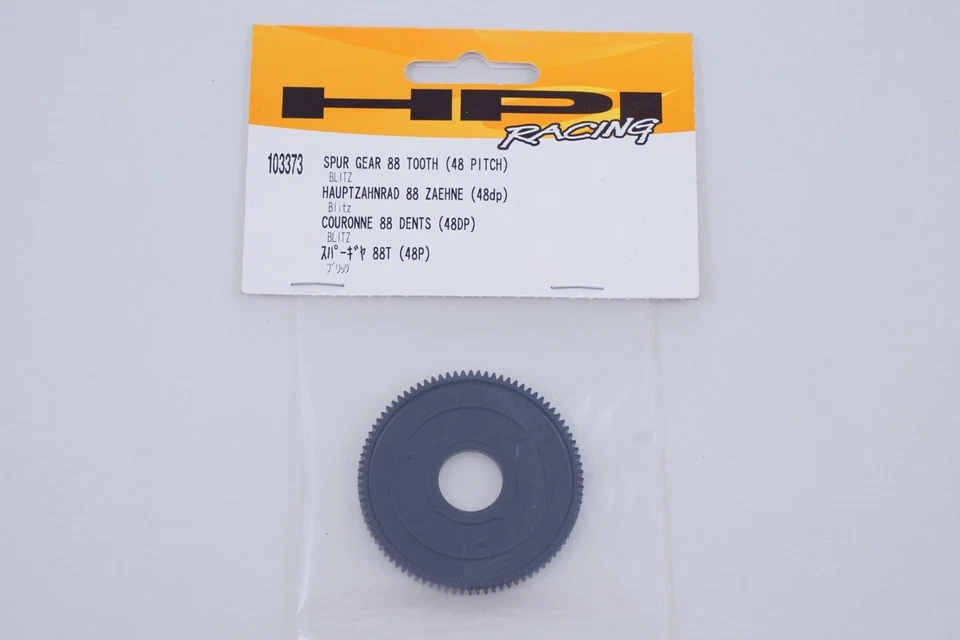 HPI
RACING
103373 SPUR GEAR 88 TOOTH (48 PITCH)
BLITZ
HAUPTZAHNRAD 88 ZAEHNE (48dp)
Blitz
COURONNE 88 DENTS (48DP)
BLITZ
ｽﾊﾟｰｷﾞﾔ 88T (48P)
ﾌﾞﾘｯﾂ